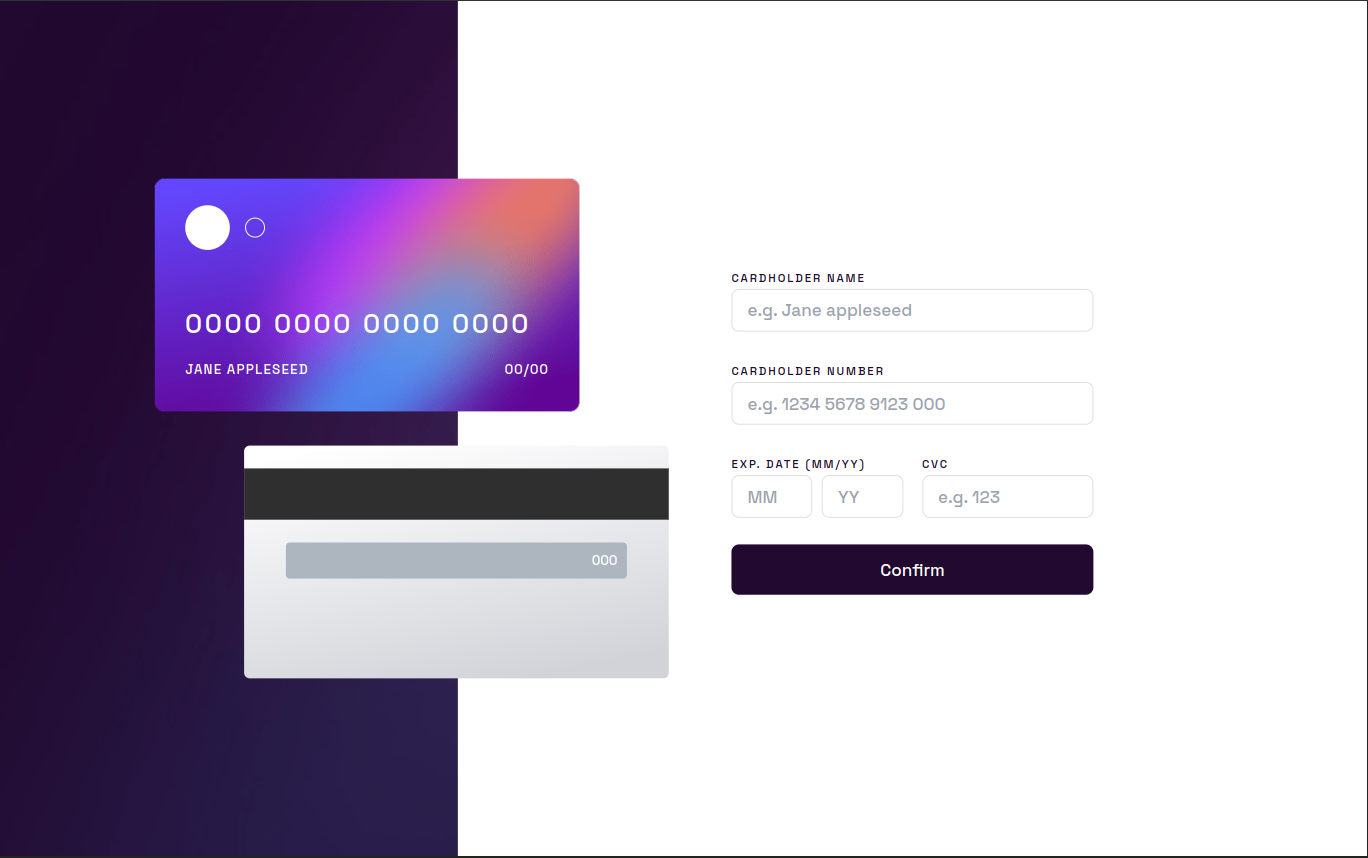 0000 0000 0000 0000
JANE APPLESEED 00/00
000
CARDHOLDER NAME
e.g. Jane appleseed
CARDHOLDER NUMBER
e.g. 1234 5678 9123 000
EXP. DATE (MM/YY) CVC
MM YY e.g. 123
Confirm